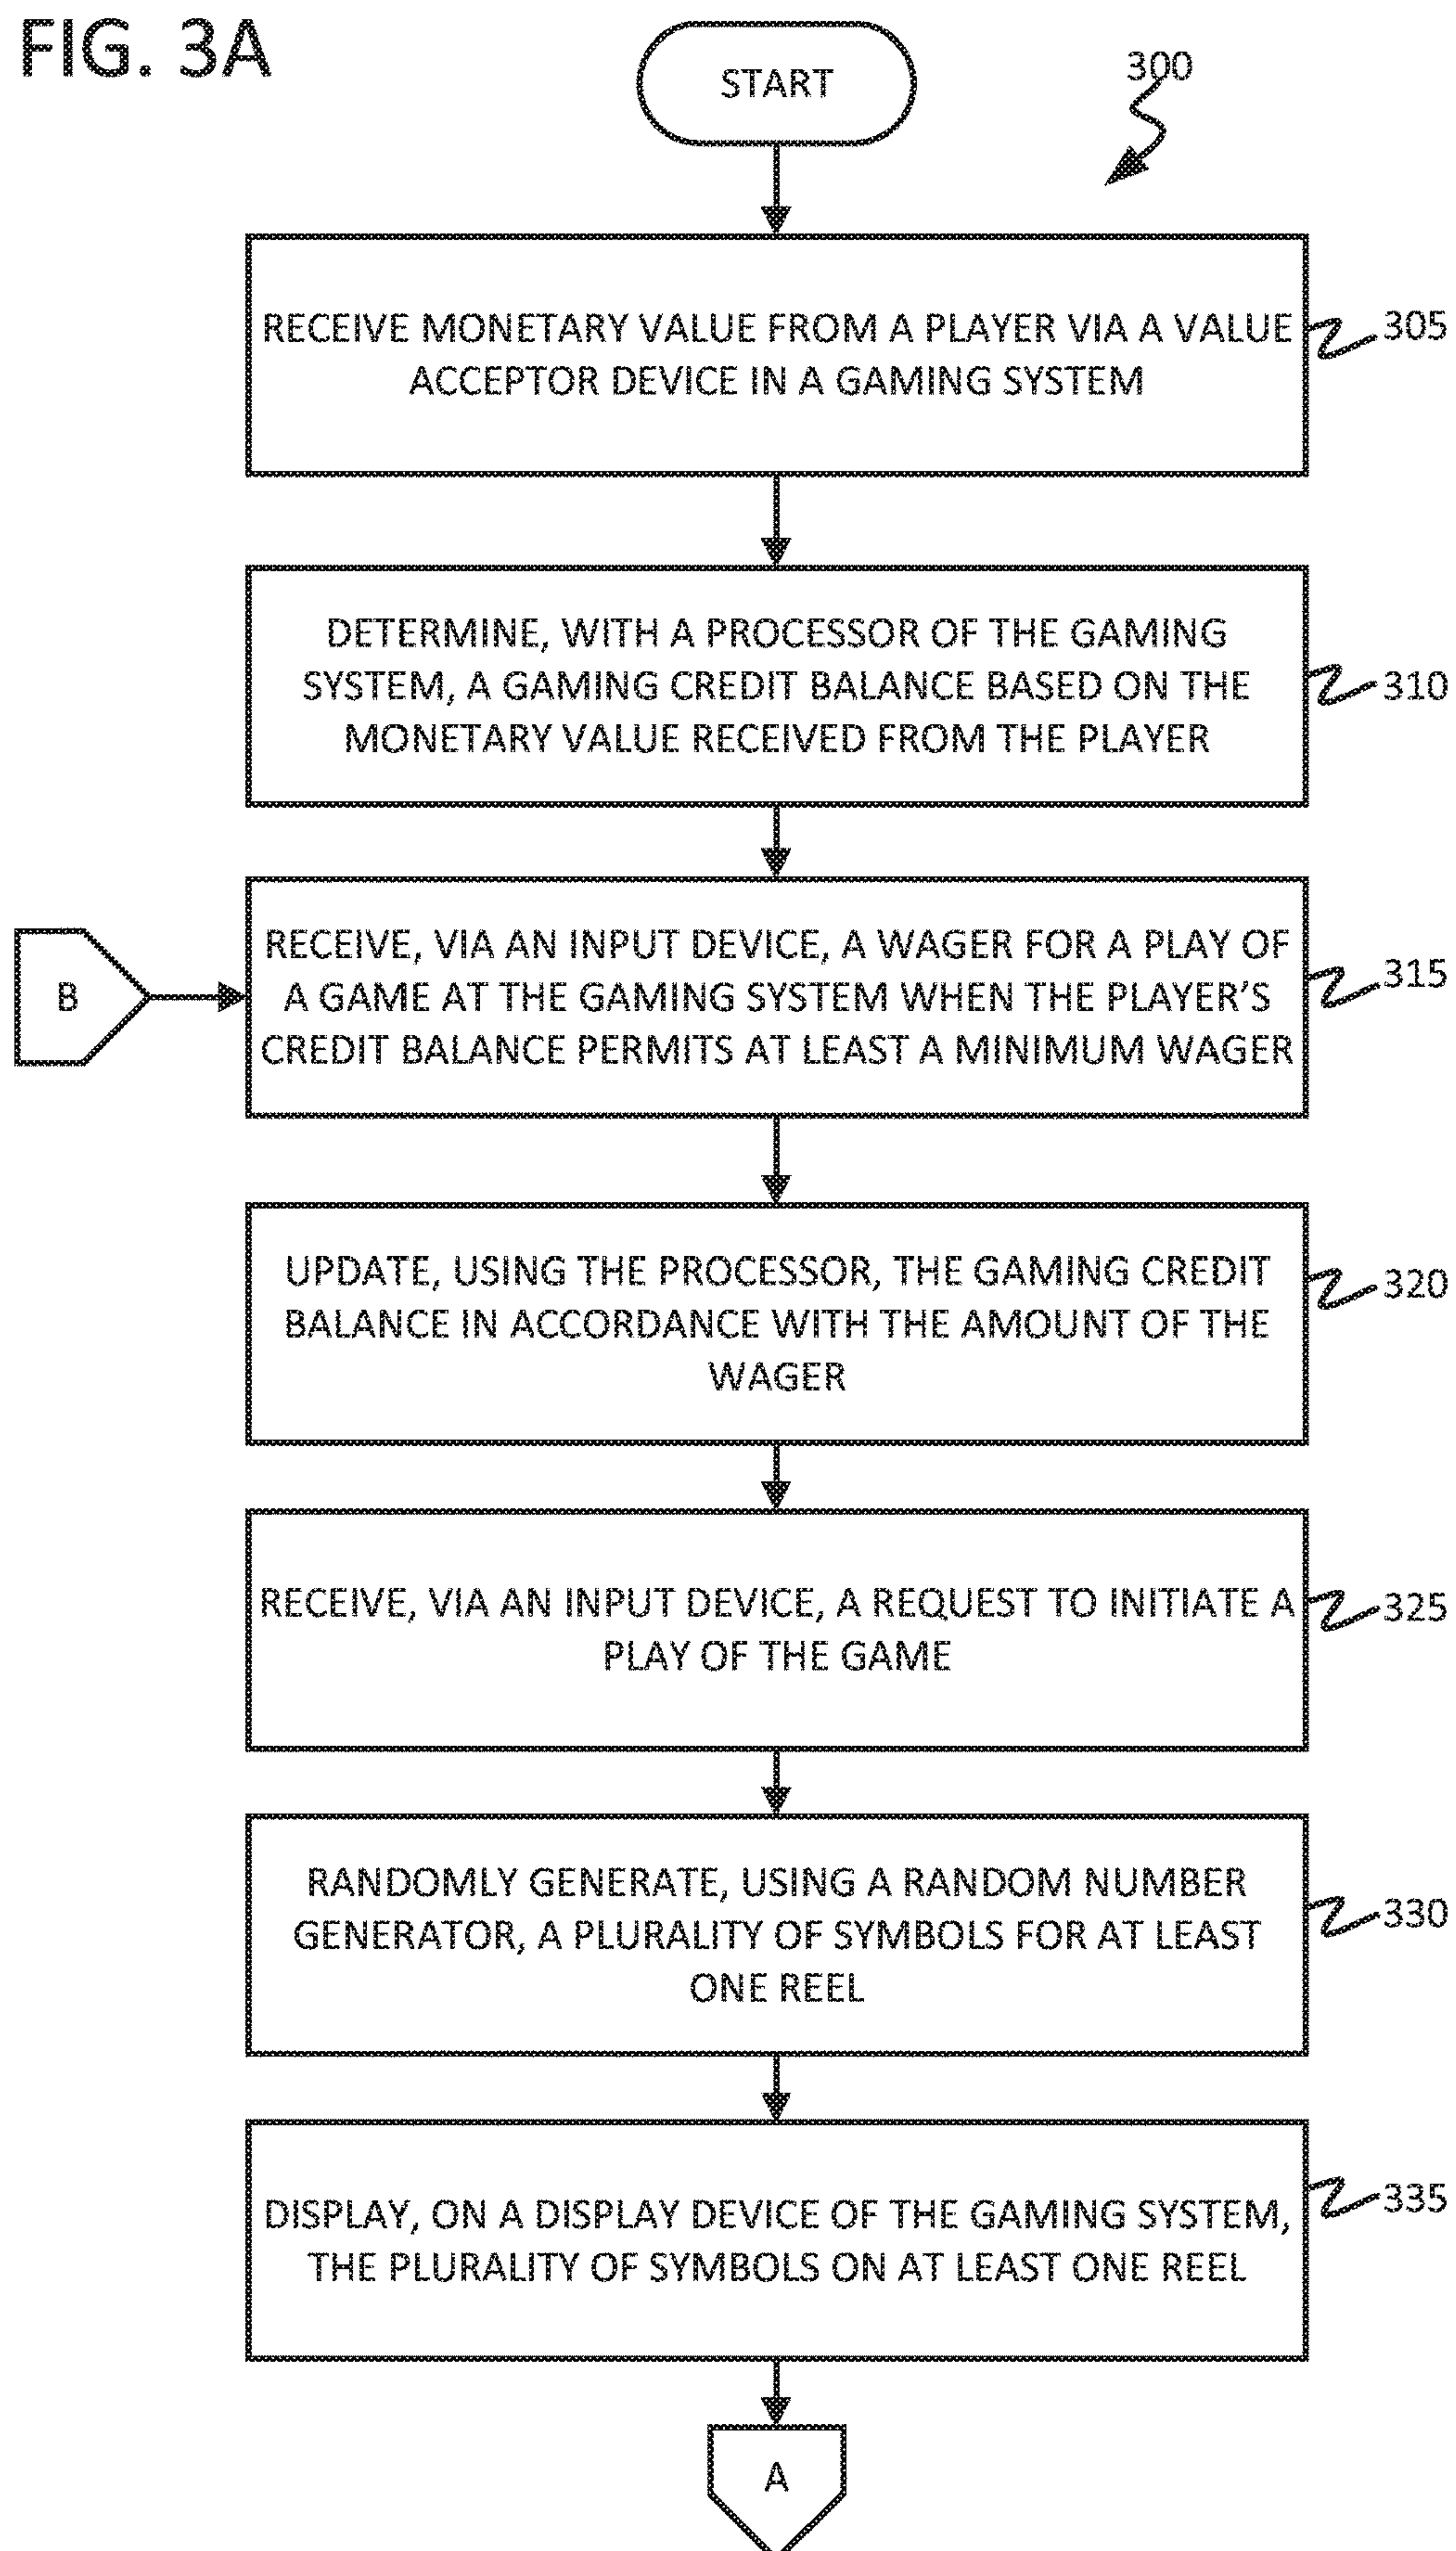 FIG. 3A
START
300
RECEIVE MONETARY VALUE FROM A PLAYER VIA A VALUE
ACCEPTOR DEVICE IN A GAMING SYSTEM
305
DETERMINE, WITH A PROCESSOR OF THE GAMING
SYSTEM, A GAMING CREDIT BALANCE BASED ON THE
MONETARY VALUE RECEIVED FROM THE PLAYER
310
B
RECEIVE, VIA AN INPUT DEVICE, A WAGER FOR A PLAY OF
A GAME AT THE GAMING SYSTEM WHEN THE PLAYER’S
CREDIT BALANCE PERMITS AT LEAST A MINIMUM WAGER
315
UPDATE, USING THE PROCESSOR, THE GAMING CREDIT
BALANCE IN ACCORDANCE WITH THE AMOUNT OF THE
WAGER
320
RECEIVE, VIA AN INPUT DEVICE, A REQUEST TO INITIATE A
PLAY OF THE GAME
325
RANDOMLY GENERATE, USING A RANDOM NUMBER
GENERATOR, A PLURALITY OF SYMBOLS FOR AT LEAST
ONE REEL
330
DISPLAY, ON A DISPLAY DEVICE OF THE GAMING SYSTEM,
THE PLURALITY OF SYMBOLS ON AT LEAST ONE REEL
335
A